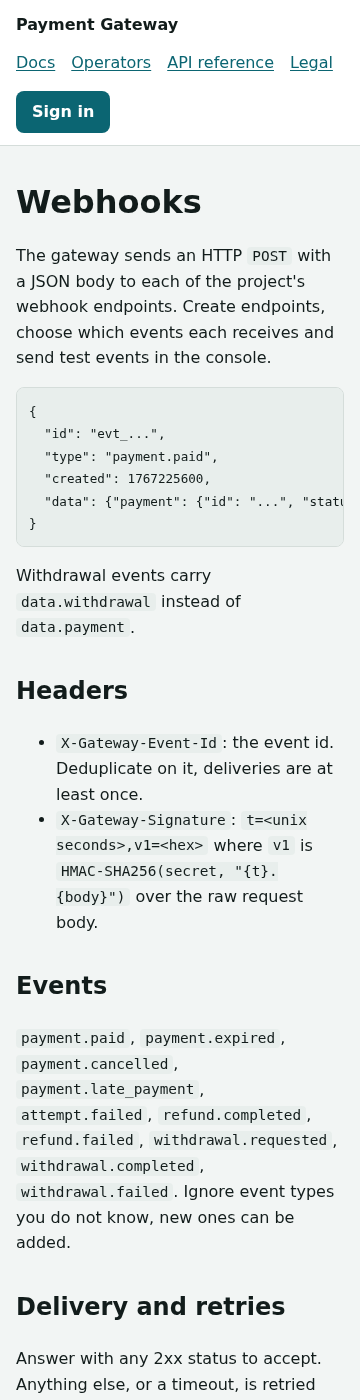 Payment Gateway
Docs Operators API reference Legal
Sign in
Webhooks
The gateway sends an HTTP POST with
a JSON body to each of the project's
webhook endpoints. Create endpoints,
choose which events each receives and
send test events in the console.
{
  "id": "evt_...",
  "type": "payment.paid",
  "created": 1767225600,
  "data": {"payment": {"id": "...", "statu
}
Withdrawal events carry
data.withdrawal instead of
data.payment.
Headers
• X-Gateway-Event-Id: the event id.
Deduplicate on it, deliveries are at
least once.
• X-Gateway-Signature: t=<unix
seconds>,v1=<hex> where v1 is
HMAC-SHA256(secret, "{t}.
{body}") over the raw request
body.
Events
payment.paid, payment.expired,
payment.cancelled,
payment.late_payment,
attempt.failed, refund.completed,
refund.failed, withdrawal.requested,
withdrawal.completed,
withdrawal.failed. Ignore event types
you do not know, new ones can be
added.
Delivery and retries
Answer with any 2xx status to accept.
Anything else, or a timeout, is retried